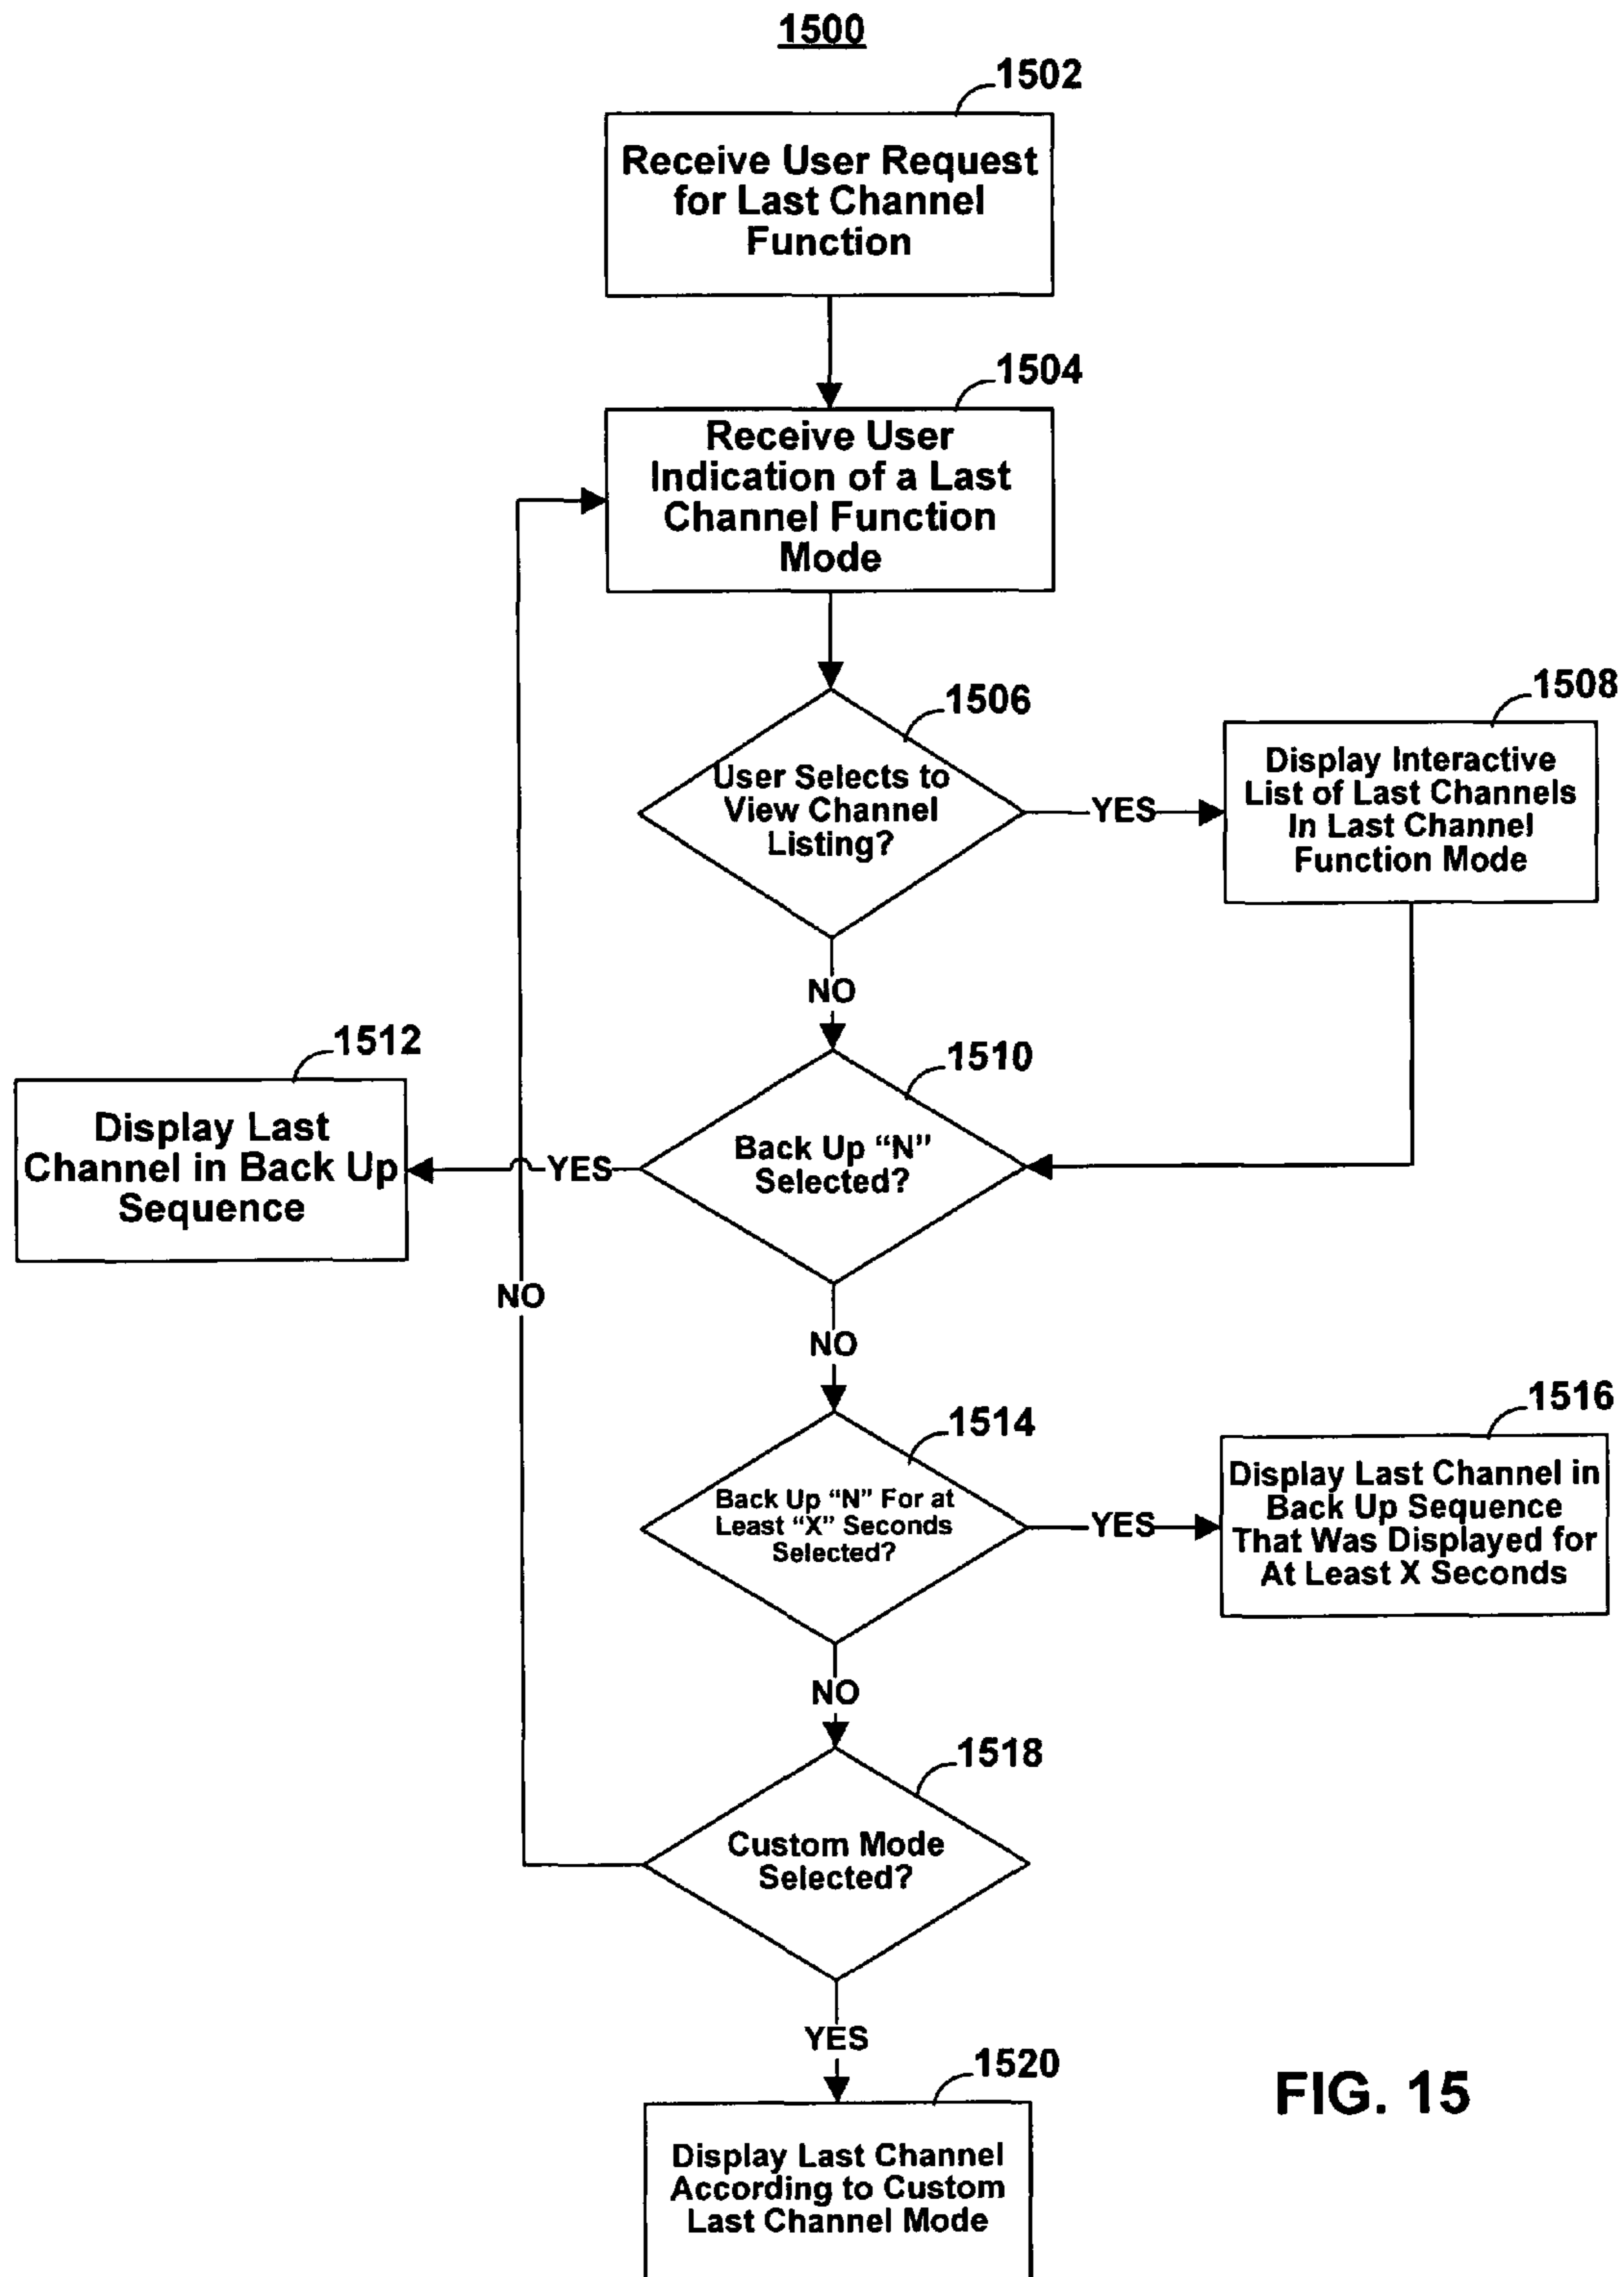 1500
1502
Receive User Request
for Last Channel
Function
1504
Receive User
Indication of a Last
Channel Function
Mode
1506
User Selects to
View Channel
Listing?
YES
1508
Display Interactive
List of Last Channels
In Last Channel
Function Mode
NO
1512
Display Last
Channel in Back Up
Sequence
YES
1510
Back Up “N”
Selected?
NO
NO
1514
Back Up “N” For at
Least “X” Seconds
Selected?
YES
1516
Display Last Channel in
Back Up Sequence
That Was Displayed for
At Least X Seconds
NO
1518
Custom Mode
Selected?
YES
1520
Display Last Channel
According to Custom
Last Channel Mode
FIG. 15